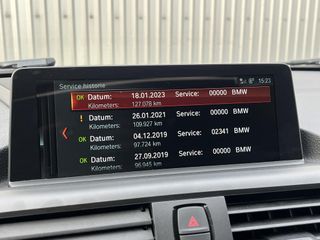 15:23
Service historie
OK Datum: 18.01.2023 Service: 00000 BMW
Kilometers: 127.078 km
! Datum: 26.01.2021 Service: 00000 BMW
Kilometers: 109.927 km
OK Datum: 04.12.2019 Service: 02341 BMW
Kilometers: 97.724 km
OK Datum: 27.09.2019 Service: 00000 BMW
Kilometers: 96.945 km